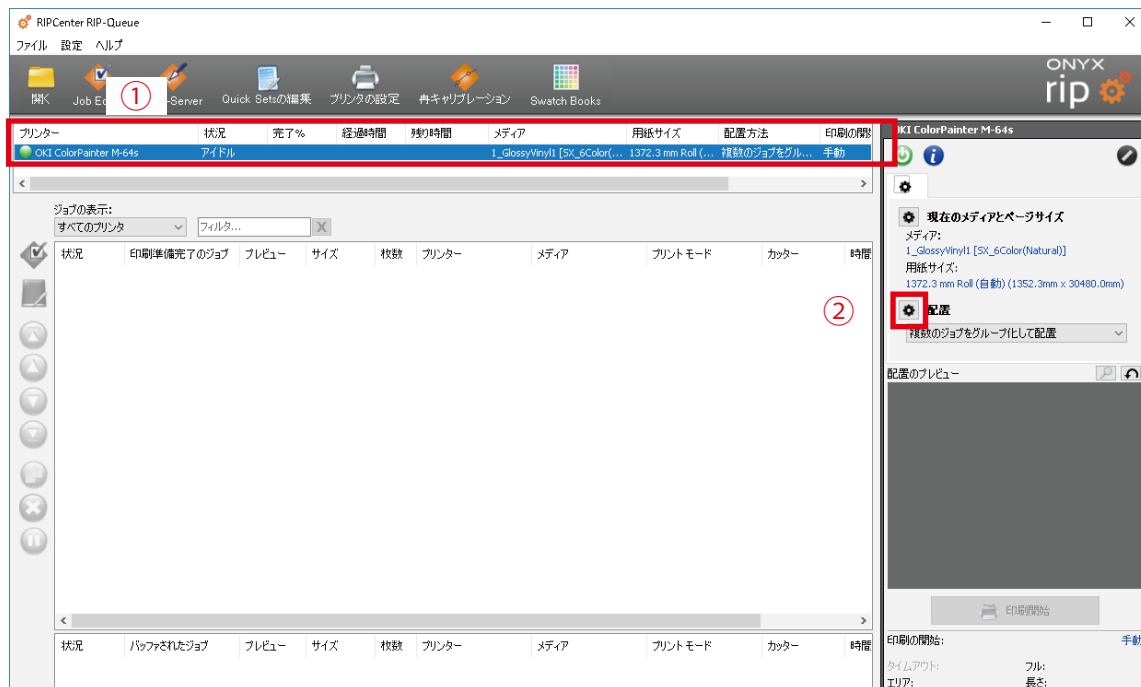 RIPCenter RIP-Queue
ファイル 設定 ヘルプ
ONYX
rip
開く Job Ed ① -Server Quick Setsの編集 プリンタの設定 再キャリブレーション Swatch Books
プリンター 状況 完了% 経過時間 残り時間 メディア 用紙サイズ 配置方法 印刷の開始
OKI ColorPainter M-64s アイドル 1_GlossyVinyl1 [SX_6Color(... 1372.3 mm Roll (... 複数のジョブをグル... 手動
ジョブの表示:
すべてのプリンタ フィルタ... X
状況 印刷準備完了のジョブ プレビュー サイズ 枚数 プリンター メディア プリントモード カッター 時間
状況 バッファされたジョブ プレビュー サイズ 枚数 プリンター メディア プリントモード カッター 時間
OKI ColorPainter M-64s
現在のメディアとページサイズ
メディア:
1_GlossyVinyl1 [SX_6Color(Natural)]
用紙サイズ:
1372.3 mm Roll (自動) (1352.3mm x 30480.0mm)
② 配置
複数のジョブをグループ化して配置
配置のプレビュー
印刷開始
印刷の開始: 手動
タイムアウト: フル:
エリア: 長さ: